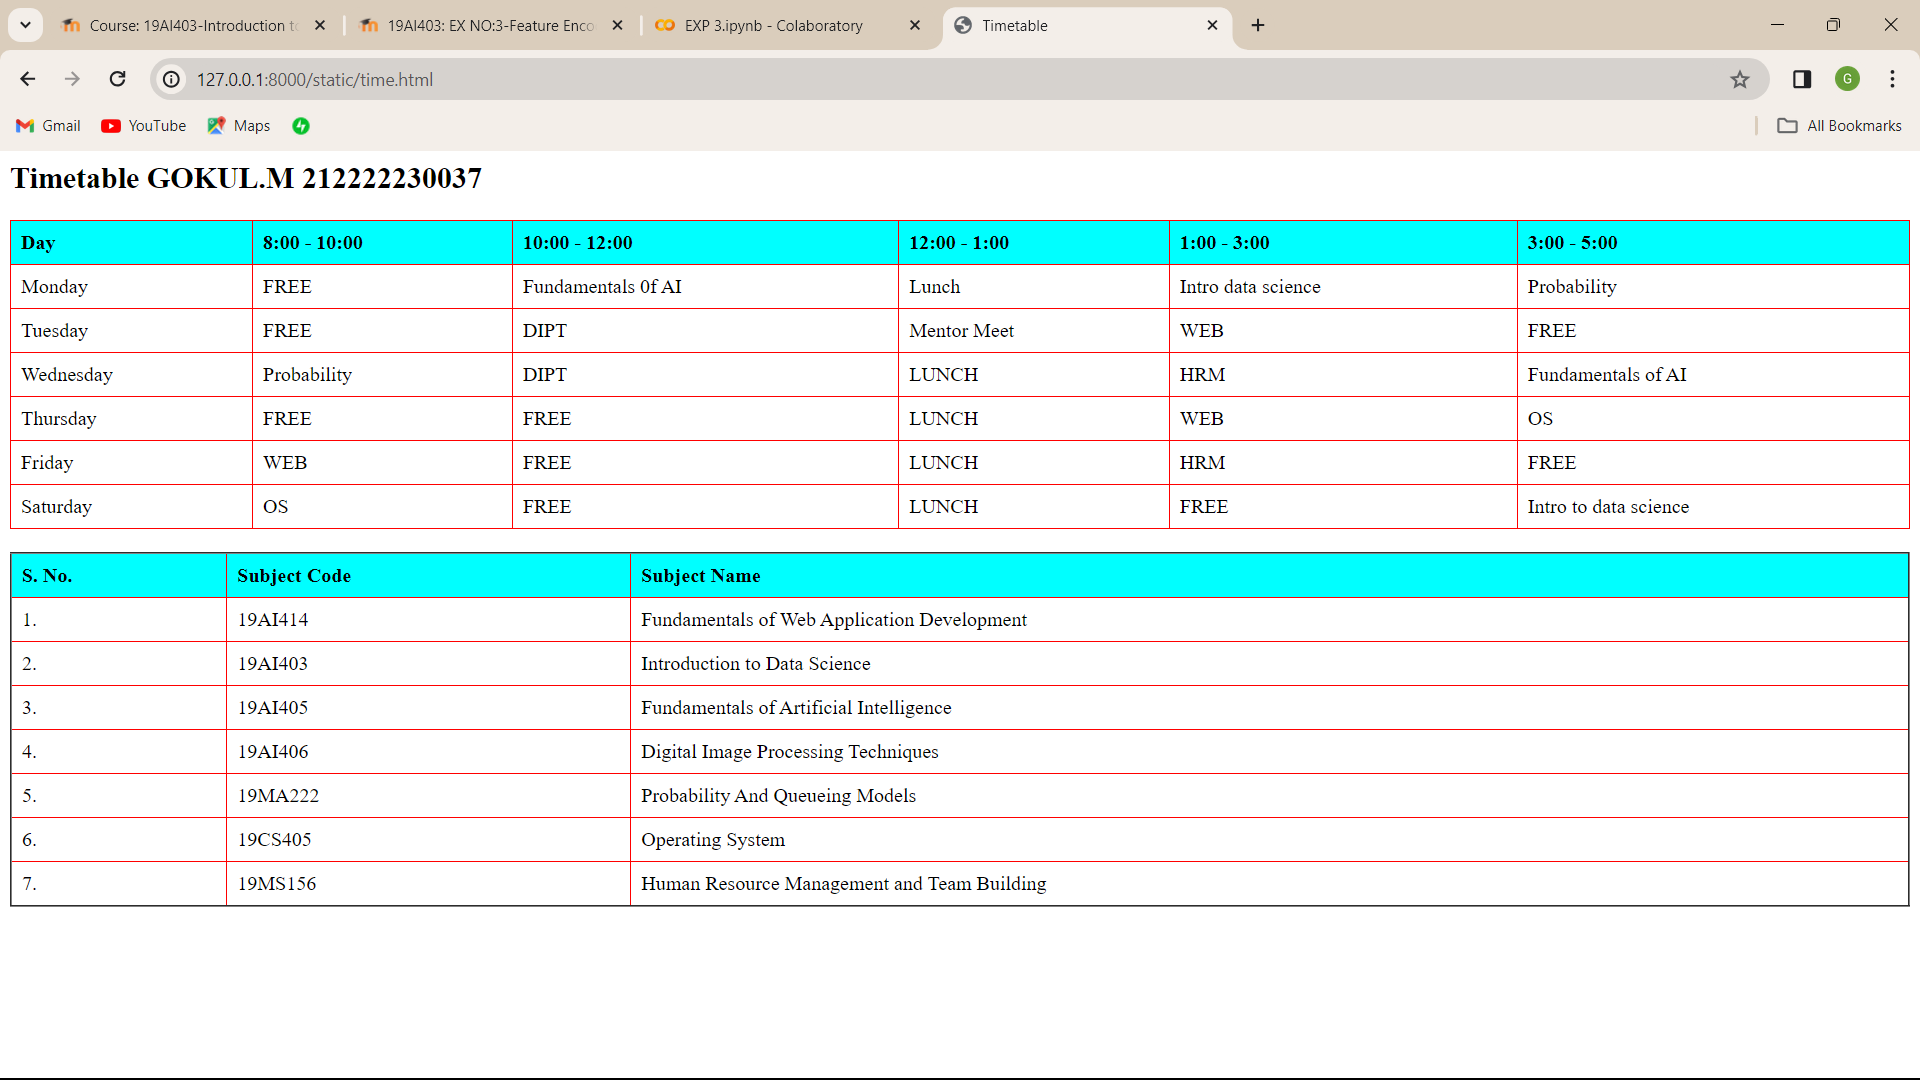 Course: 19AI403-Introduction to
19AI403: EX NO:3-Feature Enco
EXP 3.ipynb - Colaboratory
Timetable
127.0.0.1:8000/static/time.html
G
Gmail YouTube Maps All Bookmarks
Timetable GOKUL.M 212222230037
Day 8:00 - 10:00 10:00 - 12:00 12:00 - 1:00 1:00 - 3:00 3:00 - 5:00
Monday FREE Fundamentals 0f AI Lunch Intro data science Probability
Tuesday FREE DIPT Mentor Meet WEB FREE
Wednesday Probability DIPT LUNCH HRM Fundamentals of AI
Thursday FREE FREE LUNCH WEB OS
Friday WEB FREE LUNCH HRM FREE
Saturday OS FREE LUNCH FREE Intro to data science
S. No. Subject Code Subject Name
1. 19AI414 Fundamentals of Web Application Development
2. 19AI403 Introduction to Data Science
3. 19AI405 Fundamentals of Artificial Intelligence
4. 19AI406 Digital Image Processing Techniques
5. 19MA222 Probability And Queueing Models
6. 19CS405 Operating System
7. 19MS156 Human Resource Management and Team Building